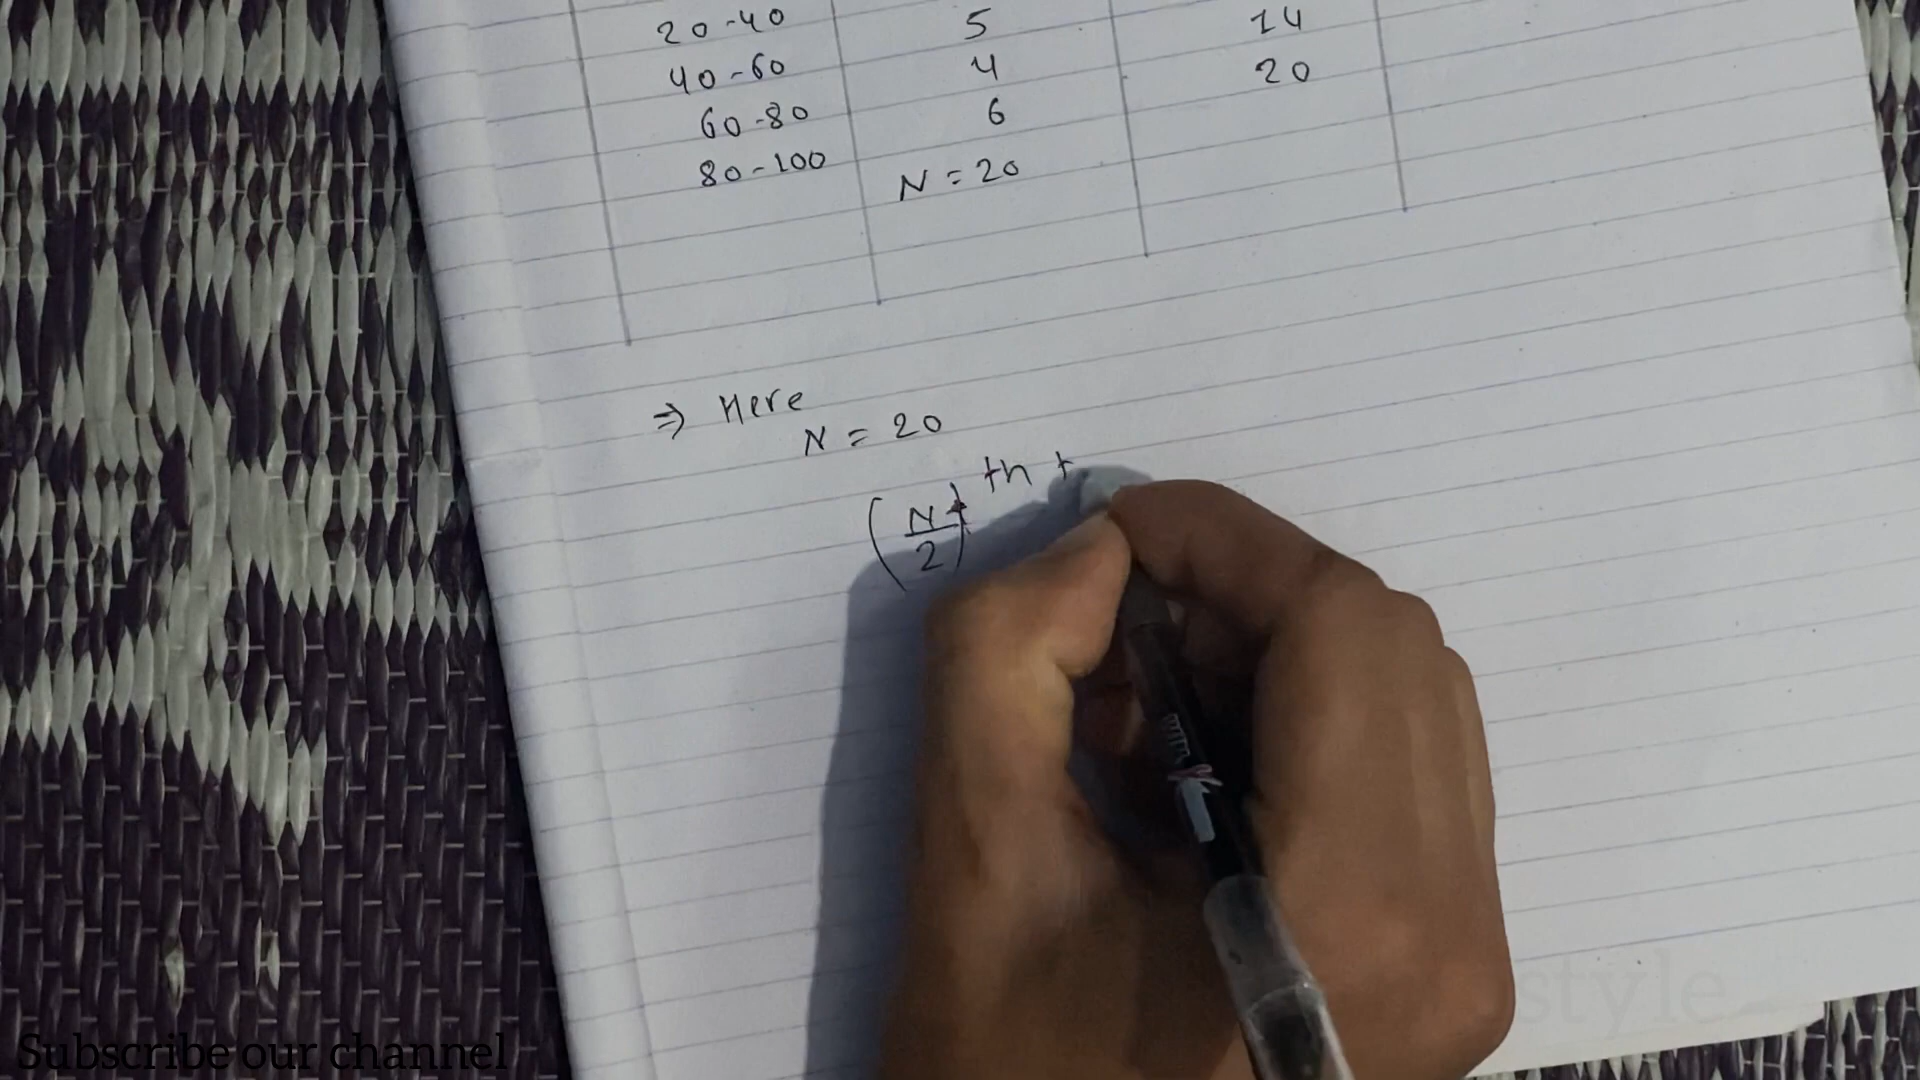 20-40 5 14
40-60 4 20
60-80 6
80-100 N = 20
⇒ Here
N = 20
(N/2) th t
style
Subscribe our channel